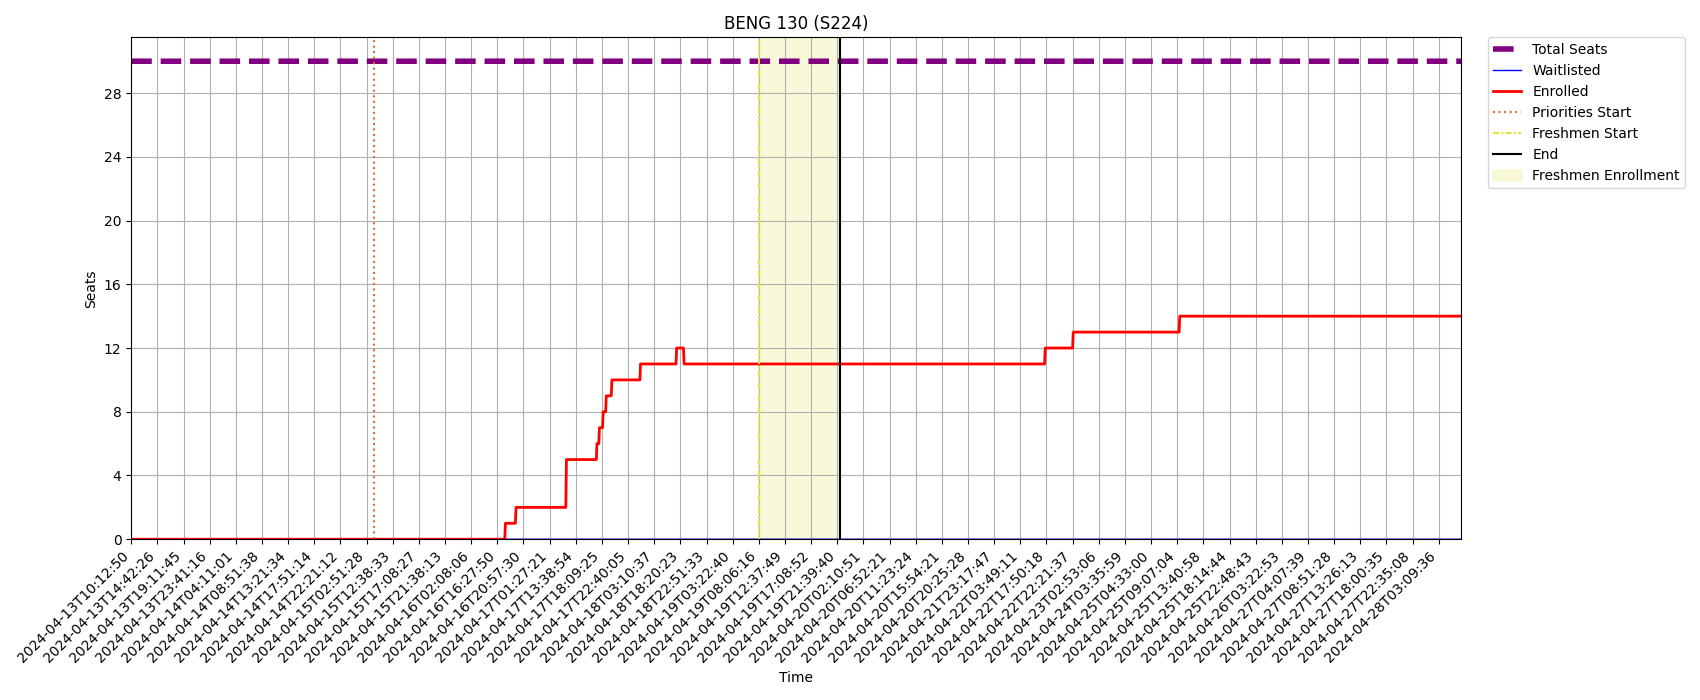 BENG 130 (S224)
Total Seats
Waitlisted
Enrolled
Priorities Start
Freshmen Start
End
Freshmen Enrollment
Seats
28
24
20
16
12
8
4
0
2024-04-13T10:12:50
2024-04-13T14:42:26
2024-04-13T19:11:45
2024-04-13T23:41:16
2024-04-14T04:11:01
2024-04-14T08:51:38
2024-04-14T13:21:34
2024-04-14T17:51:14
2024-04-14T22:21:12
2024-04-15T02:51:28
2024-04-15T12:38:33
2024-04-15T17:08:27
2024-04-15T21:38:13
2024-04-16T02:08:06
2024-04-16T16:27:50
2024-04-16T20:57:30
2024-04-17T01:27:21
2024-04-17T13:38:54
2024-04-17T18:09:25
2024-04-17T22:40:05
2024-04-18T03:10:37
2024-04-18T18:20:23
2024-04-18T22:51:33
2024-04-19T03:22:40
2024-04-19T08:06:16
2024-04-19T12:37:49
2024-04-19T17:08:52
2024-04-19T21:39:40
2024-04-20T02:10:51
2024-04-20T06:52:21
2024-04-20T11:23:24
2024-04-20T15:54:21
2024-04-20T20:25:28
2024-04-21T23:17:47
2024-04-22T03:49:11
2024-04-22T17:50:18
2024-04-22T22:21:37
2024-04-23T02:53:06
2024-04-24T03:35:59
2024-04-25T04:33:00
2024-04-25T09:07:04
2024-04-25T13:40:58
2024-04-25T18:14:44
2024-04-25T22:48:43
2024-04-26T03:22:53
2024-04-27T04:07:39
2024-04-27T08:51:28
2024-04-27T13:26:13
2024-04-27T18:00:35
2024-04-27T22:35:08
2024-04-28T03:09:36
Time